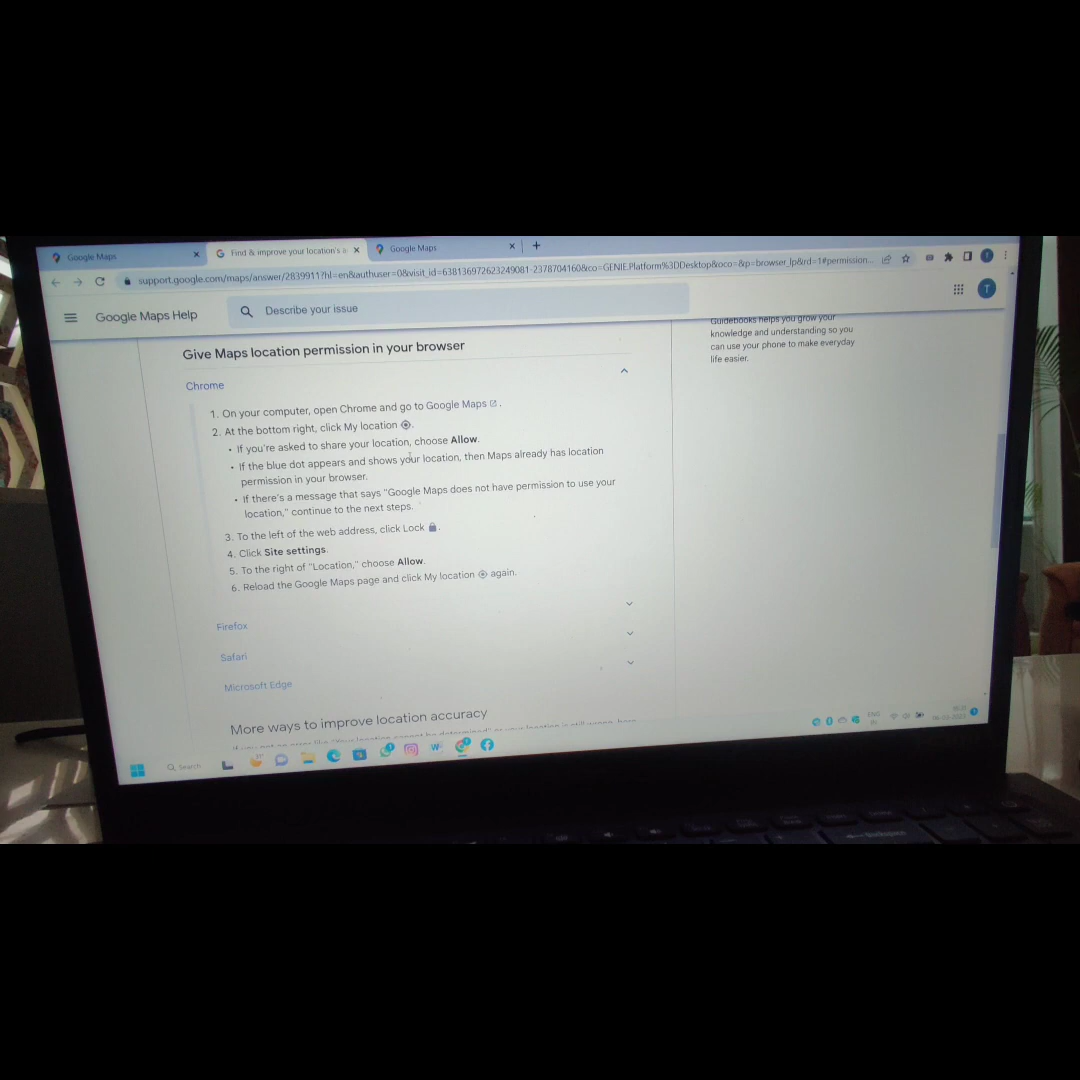 Google Maps
Find & improve your location's a
Google Maps
support.google.com/maps/answer/2839911?hl=en&authuser=0&visit_id=638136972623249081-2378704160&co=GENIE.Platform%3DDesktop&oco=&p=browser_lp&rd=1#permission...
Google Maps Help
Describe your issue
T
Guidebooks helps you grow your
knowledge and understanding so you
can use your phone to make everyday
life easier.
Give Maps location permission in your browser
Chrome
1. On your computer, open Chrome and go to Google Maps.
2. At the bottom right, click My location.
• If you're asked to share your location, choose Allow.
• If the blue dot appears and shows your location, then Maps already has location
permission in your browser.
• If there's a message that says "Google Maps does not have permission to use your
location," continue to the next steps.
3. To the left of the web address, click Lock.
4. Click Site settings.
5. To the right of "Location," choose Allow.
6. Reload the Google Maps page and click My location again.
Firefox
Safari
Microsoft Edge
More ways to improve location accuracy
Search
ENG
Backspace